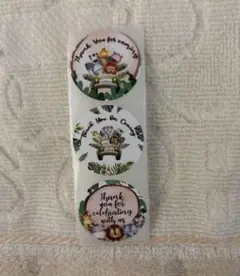 Thank You for coming!
Thank You for Coming
Thank
you for
celebrating
with us